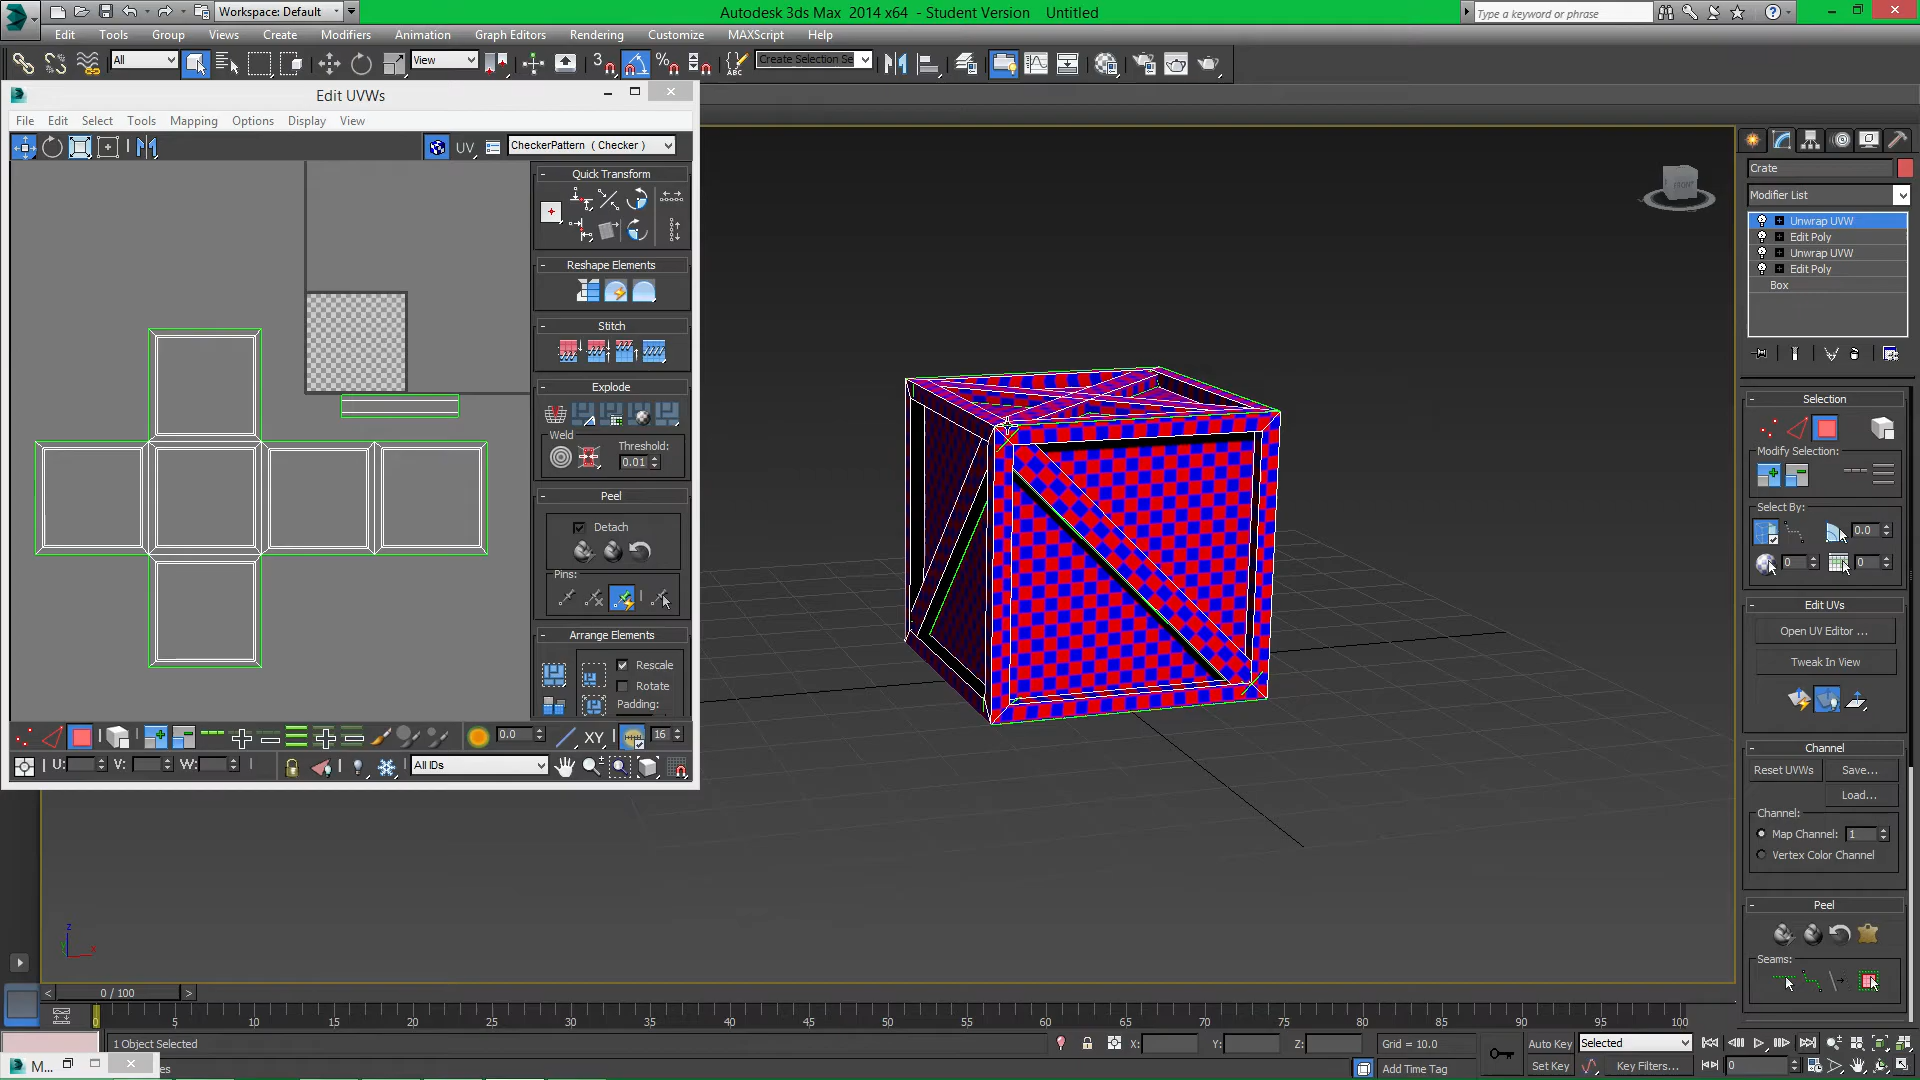 Workspace: Default
Autodesk 3ds Max 2014 x64 - Student Version Untitled
Type a keyword or phrase
Edit Tools Group Views Create Modifiers Animation Graph Editors Rendering Customize MAXScript Help
All
View
Create Selection Se
Edit UVWs
File Edit Select Tools Mapping Options Display View
UV
CheckerPattern ( Checker )
Quick Transform
Reshape Elements
Stitch
Explode
Weld
Threshold:
0.01
Peel
Detach
Pins:
Arrange Elements
Rescale
Rotate
Padding:
0.0
XY
16
U:
V:
W:
All IDs
FRONT
Crate
Modifier List
Unwrap UVW
Edit Poly
Unwrap UVW
Edit Poly
Box
Selection
Modify Selection:
Select By:
0.0
0
0
Edit UVs
Open UV Editor ...
Tweak In View
Channel
Reset UVWs
Save...
Load...
Channel:
Map Channel:
1
Vertex Color Channel
Peel
Seams:
z
x
0 / 100
5 10 15 20 25 30 35 40 45 50 55 60 65 70 75 80 85 90 95 100
1 Object Selected
X:
Y:
Z:
Grid = 10.0
Auto Key
Selected
M...
Add Time Tag
Set Key
Key Filters...
0